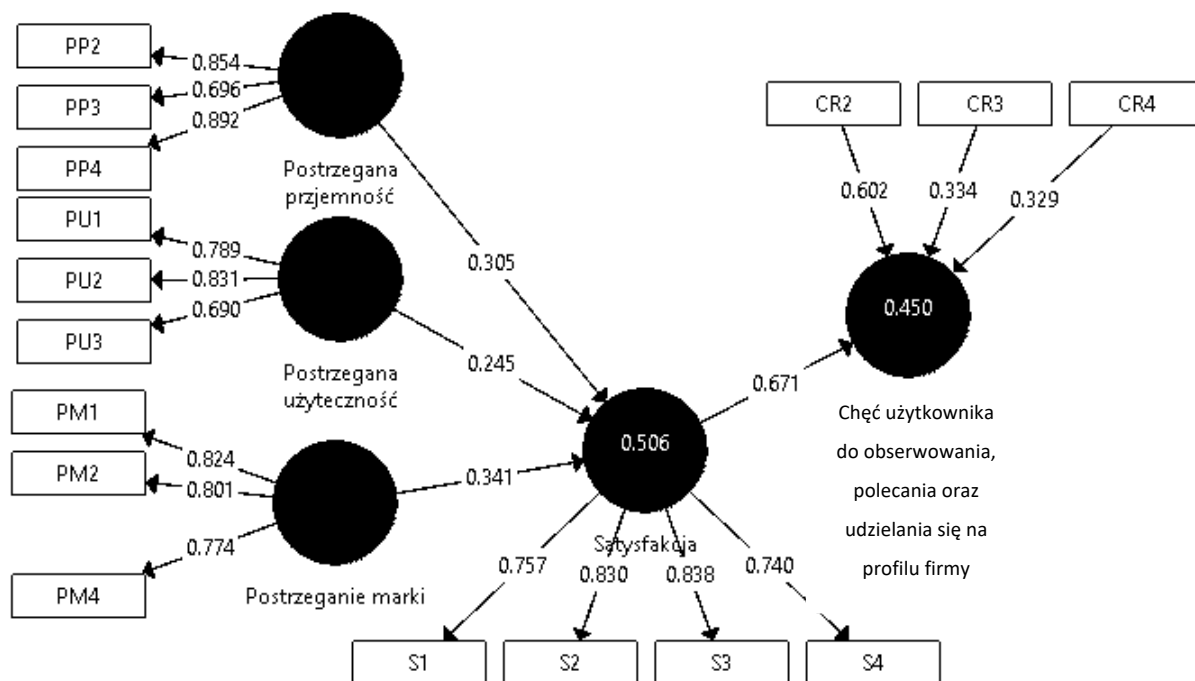 PP2
0.854
PP3
0.696
0.892
PP4
Postrzegana
przjemność
PU1
0.789
PU2
0.831
0.690
PU3
Postrzegana
użyteczność
PM1
0.824
PM2
0.801
0.774
PM4
Postrzeganie marki
0.305
0.245
0.341
0.506
Satysfakcja
0.757
0.830
0.838
0.740
S1
S2
S3
S4
0.671
CR2
CR3
CR4
0.602
0.334
0.329
0.450
Chęć użytkownika
do obserwowania,
polecania oraz
udzielania się na
profilu firmy